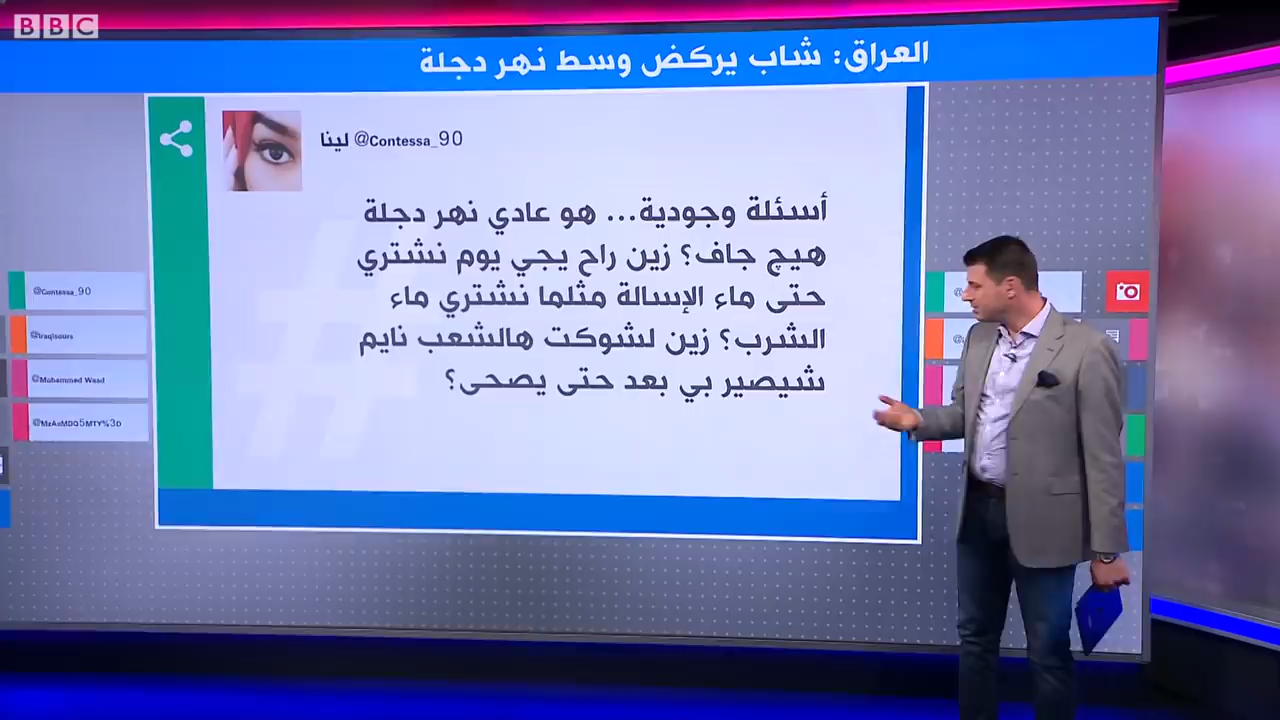 BBC
العراق: شاب يركض وسط نهر دجلة
لينا @Contessa_90
أسئلة وجودية... هو عادي نهر دجلة
هيچ جاف؟ زين راح يجي يوم نشتري
حتى ماء الإسالة مثلما نشتري ماء
الشرب؟ زين لشوكت هالشعب نايم
شيصير بي بعد حتى يصحى؟
@Contessa_90
@Iraqisours
@Muhammed Waad
@MzAsMDQ5MTY%3D